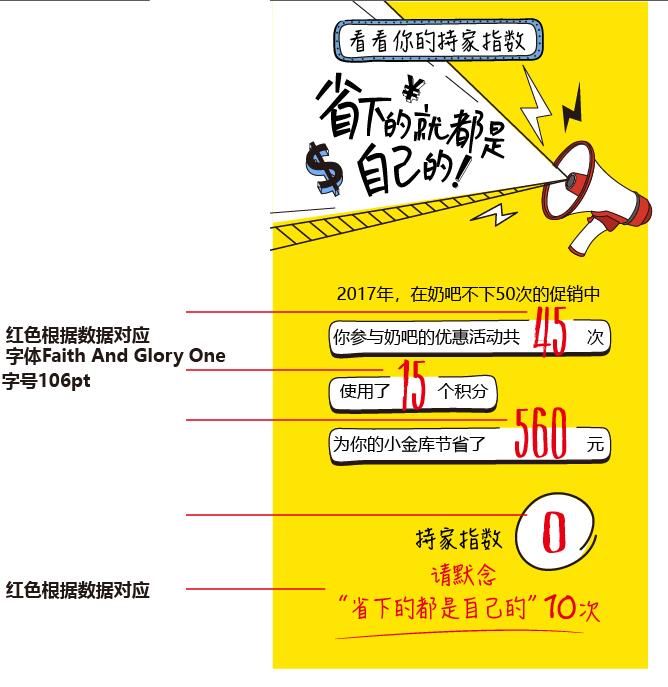 看看你的持家指数
省下的就都是
自己的!
¥
$
2017年，在奶吧不下50次的促销中
你参与奶吧的优惠活动共 45 次
使用了 15 个积分
为你的小金库节省了 560 元
持家指数 0
请默念
“省下的都是自己的”10次
红色根据数据对应
字体Faith And Glory One
字号106pt
红色根据数据对应